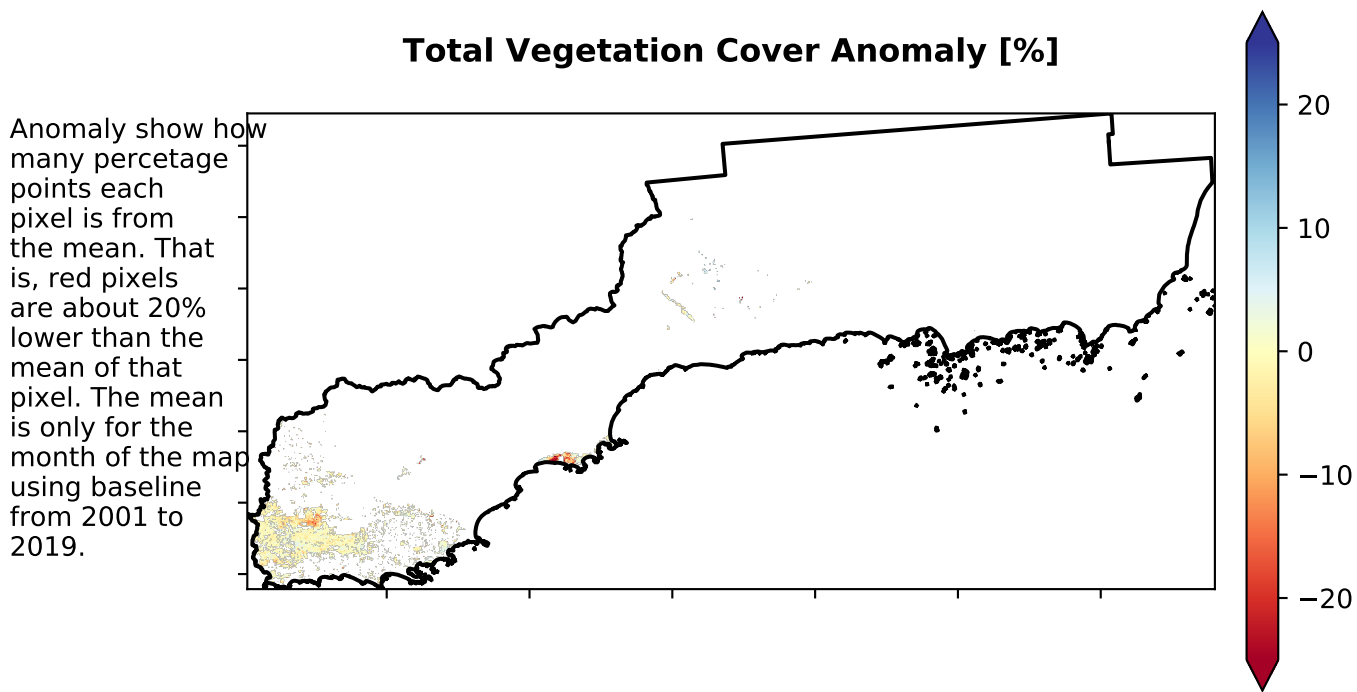 Total Vegetation Cover Anomaly [%]
Anomaly show how
many percetage
points each
pixel is from
the mean. That
is, red pixels
are about 20%
lower than the
mean of that
pixel. The mean
is only for the
month of the map
using baseline
from 2001 to
2019.
20
10
0
−10
−20